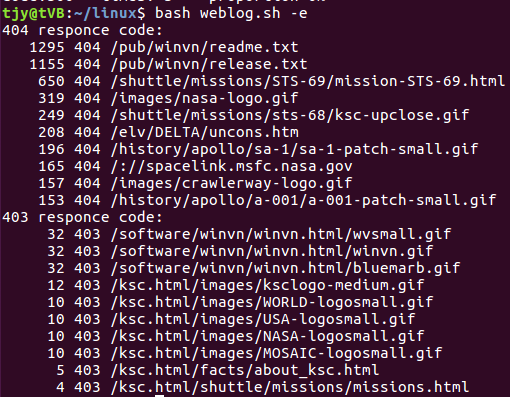 tjy@tVB:~/linux$ bash weblog.sh -e
404 responce code:
1295 404 /pub/winvn/readme.txt
1155 404 /pub/winvn/release.txt
650 404 /shuttle/missions/STS-69/mission-STS-69.html
319 404 /images/nasa-logo.gif
249 404 /shuttle/missions/sts-68/ksc-upclose.gif
208 404 /elv/DELTA/uncons.htm
196 404 /history/apollo/sa-1/sa-1-patch-small.gif
165 404 /://spacelink.msfc.nasa.gov
157 404 /images/crawlerway-logo.gif
153 404 /history/apollo/a-001/a-001-patch-small.gif
403 responce code:
32 403 /software/winvn/winvn.html/wvsmall.gif
32 403 /software/winvn/winvn.html/winvn.gif
32 403 /software/winvn/winvn.html/bluemarb.gif
12 403 /ksc.html/images/ksclogo-medium.gif
10 403 /ksc.html/images/WORLD-logosmall.gif
10 403 /ksc.html/images/USA-logosmall.gif
10 403 /ksc.html/images/NASA-logosmall.gif
10 403 /ksc.html/images/MOSAIC-logosmall.gif
5 403 /ksc.html/facts/about_ksc.html
4 403 /ksc.html/shuttle/missions/missions.html